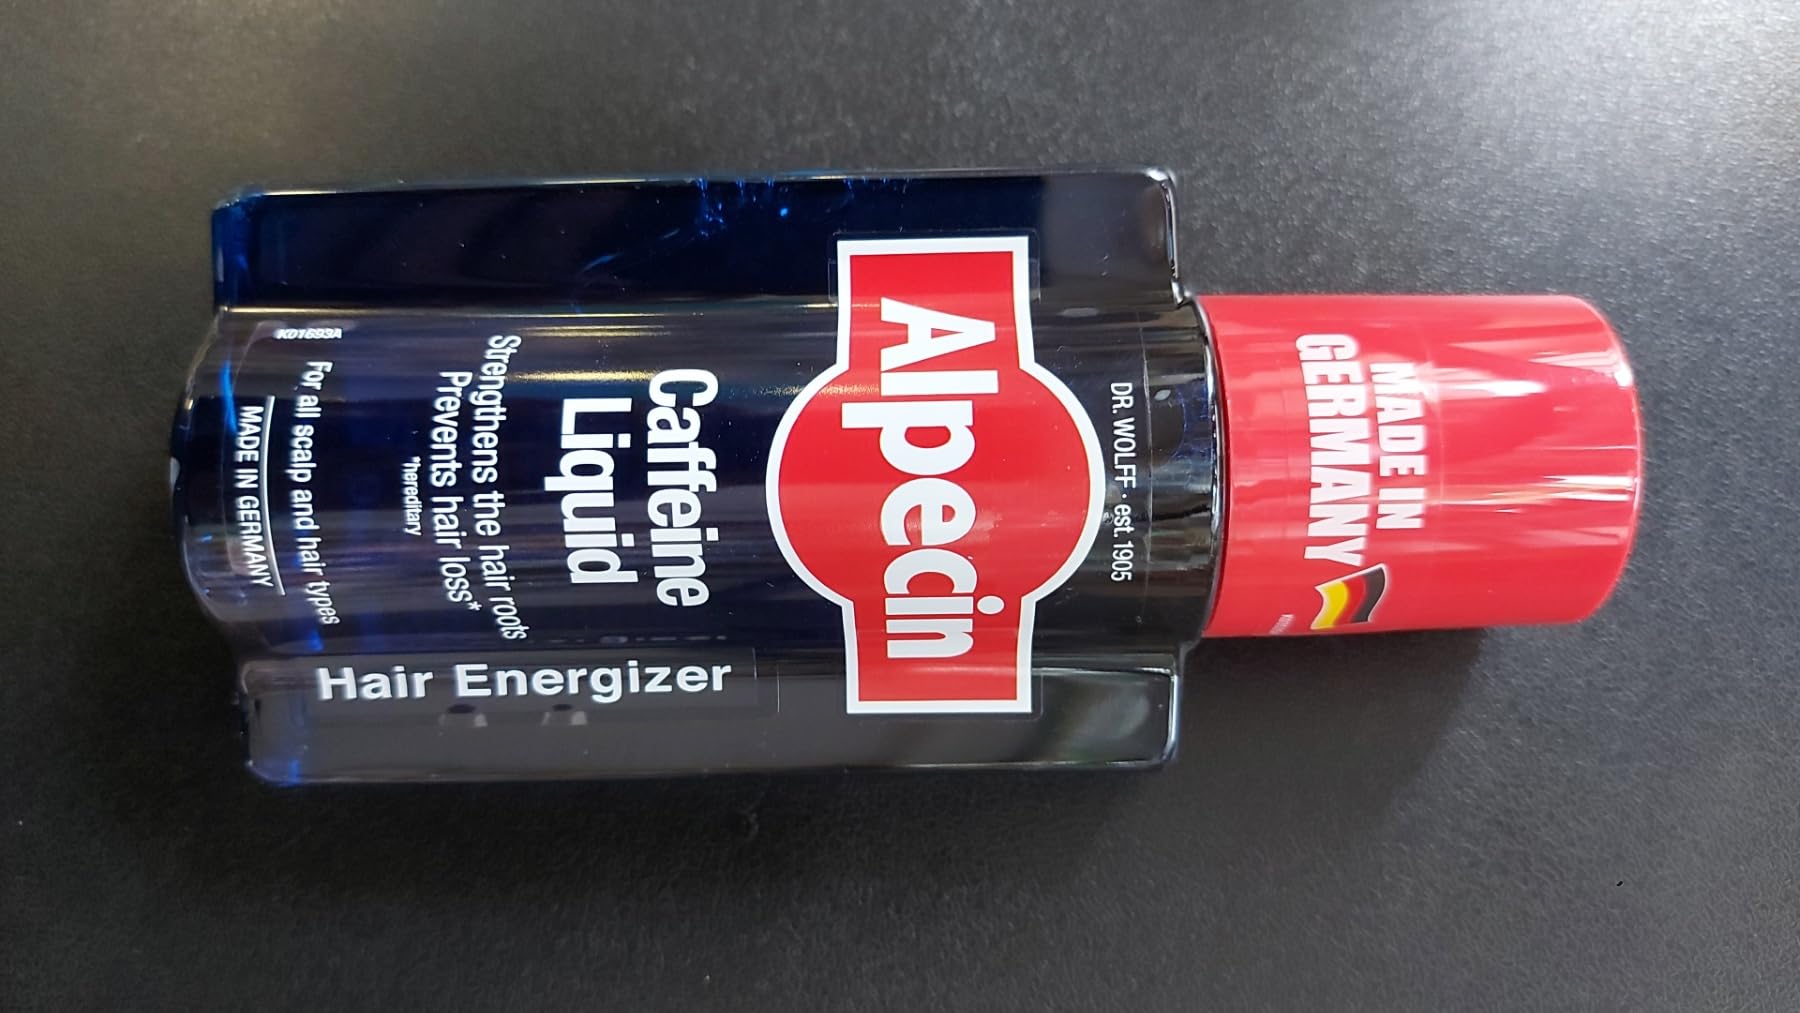 MADE IN
GERMANY
DR. WOLFF · est. 1905
Alpecin
Caffeine
Liquid
Strengthens the hair roots
Prevents hair loss*
*hereditary
For all scalp and hair types
MADE IN GERMANY
K01693A
Hair Energizer